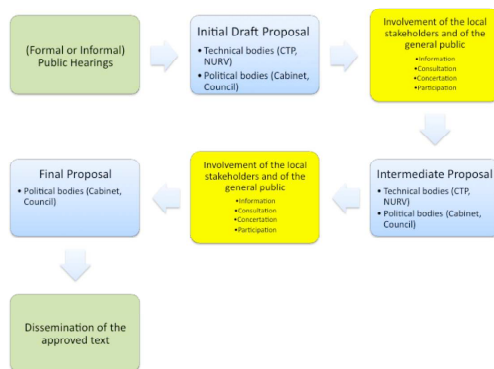 (Formal or Informal)
Public Hearings
Initial Draft Proposal
• Technical bodies (CTP,
NURV)
• Political bodies (Cabinet,
Council)
Involvement of the local
stakeholders and of the
general public
•Information
•Consultation
•Concertation
•Participation
Intermediate Proposal
• Technical bodies (CTP,
NURV)
• Political bodies (Cabinet,
Council)
Involvement of the local
stakeholders and of the
general public
•Information
•Consultation
•Concertation
•Participation
Final Proposal
• Political bodies (Cabinet,
Council)
Dissemination of the
approved text